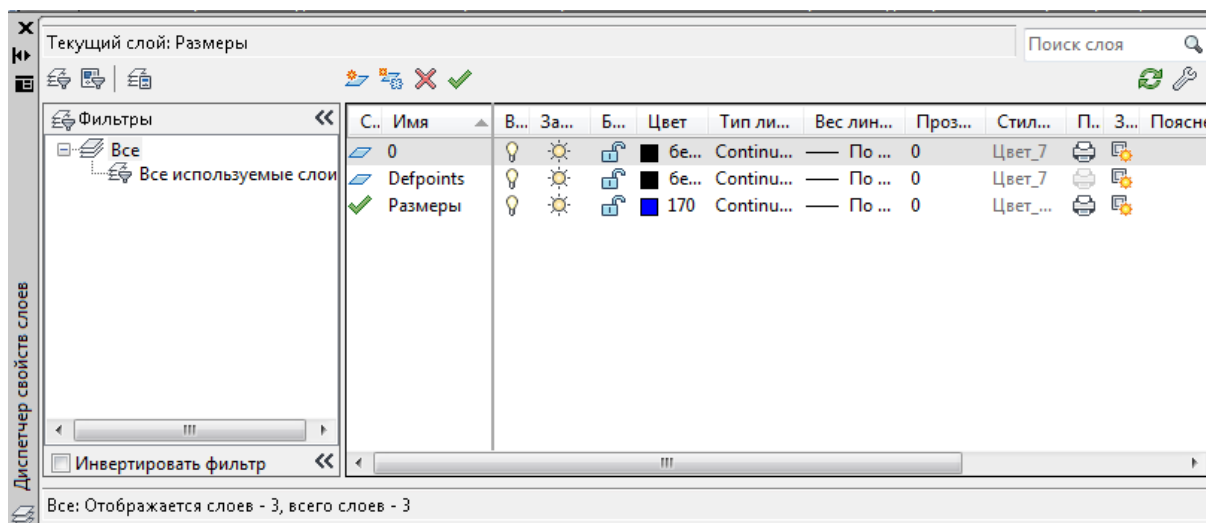 Текущий слой: Размеры
Поиск слоя
Фильтры
С.. Имя В... За... Б... Цвет Тип ли... Вес лин... Проз... Стил... П.. З... Поясне
Все
0 бе... Continu... По ... 0 Цвет_7
Все используемые слои
Defpoints бе... Continu... По ... 0 Цвет_7
Размеры 170 Continu... По ... 0 Цвет_...
Диспетчер свойств слоев
Инвертировать фильтр
Все: Отображается слоев - 3, всего слоев - 3